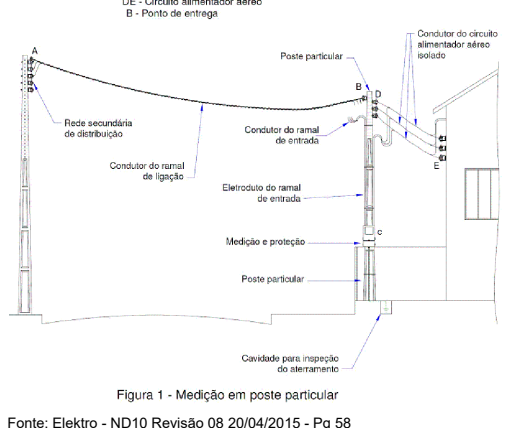 DE - Circuito alimentador aéreo
B - Ponto de entrega
Condutor do circuito
alimentador aéreo
isolado
Poste particular
A
B
D
Rede secundária
de distribuição
Condutor do ramal
de entrada
E
Condutor do ramal
de ligação
Eletroduto do ramal
de entrada
c
Medição e proteção
Poste particular
Cavidade para inspeção
do aterramento
Figura 1 - Medição em poste particular
Fonte: Elektro - ND10 Revisão 08 20/04/2015 - Pg 58